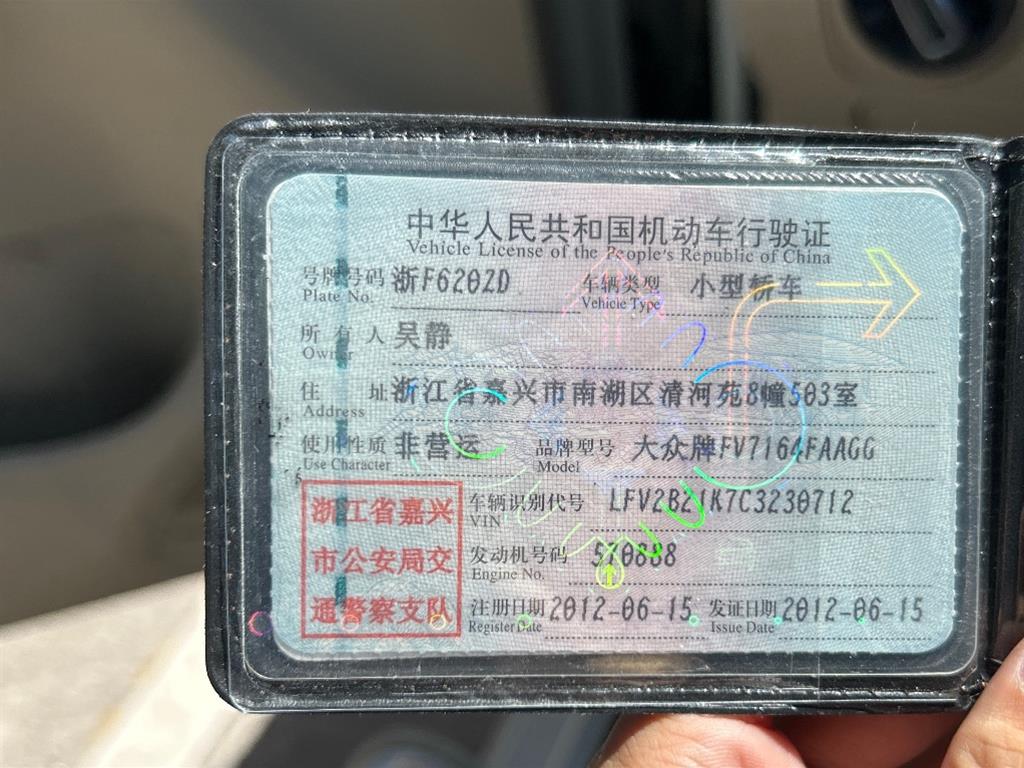 中华人民共和国机动车行驶证
Vehicle License of the People's Republic of China
号牌号码 浙F6202D 车辆类型 小型轿车
Plate No. Vehicle Type
所有人 吴静
Owner
住址 浙江省嘉兴市南湖区清河苑8幢503室
Address
使用性质 非营运 品牌型号 大众牌FV7164FAAGG
Use Character Model
浙江省嘉兴
市公安局交
通警察支队
车辆识别代号 LFV2B21K7C3230712
VIN
发动机号码 570888
Engine No.
注册日期 2012-06-15 发证日期 2012-06-15
Register Date Issue Date